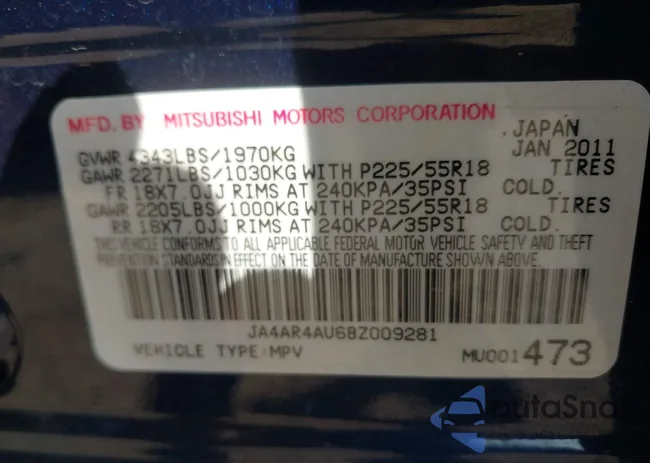 MFD. BY MITSUBISHI MOTORS CORPORATION , JAPAN
GVWR 4343LBS/1970KG JAN 2011
GAWR 2271LBS/1030KG WITH P225/55R18 TIRES
FR 18X7.0JJ RIMS AT 240KPA/35PSI COLD.
GAWR 2205LBS/1000KG WITH P225/55R18 TIRES
RR 18X7.0JJ RIMS AT 240KPA/35PSI COLD.
THIS VEHICLE CONFORMS TO ALL APPLICABLE FEDERAL MOTOR VEHICLE SAFETY AND THEFT
PREVENTION STANDARDS IN EFFECT ON THE DATE OF MANUFACTURE SHOWN ABOVE.
JA4AR4AU6BZ009281
VEHICLE TYPE:MPV MU001473
autoSnap